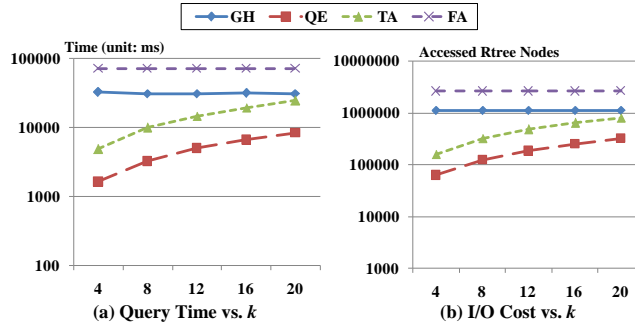 GH QE TA FA
Time (unit: ms)
100000
10000
1000
100
4 8 12 16 20
(a) Query Time vs. k
Accessed Rtree Nodes
10000000
1000000
100000
10000
1000
4 8 12 16 20
(b) I/O Cost vs. k